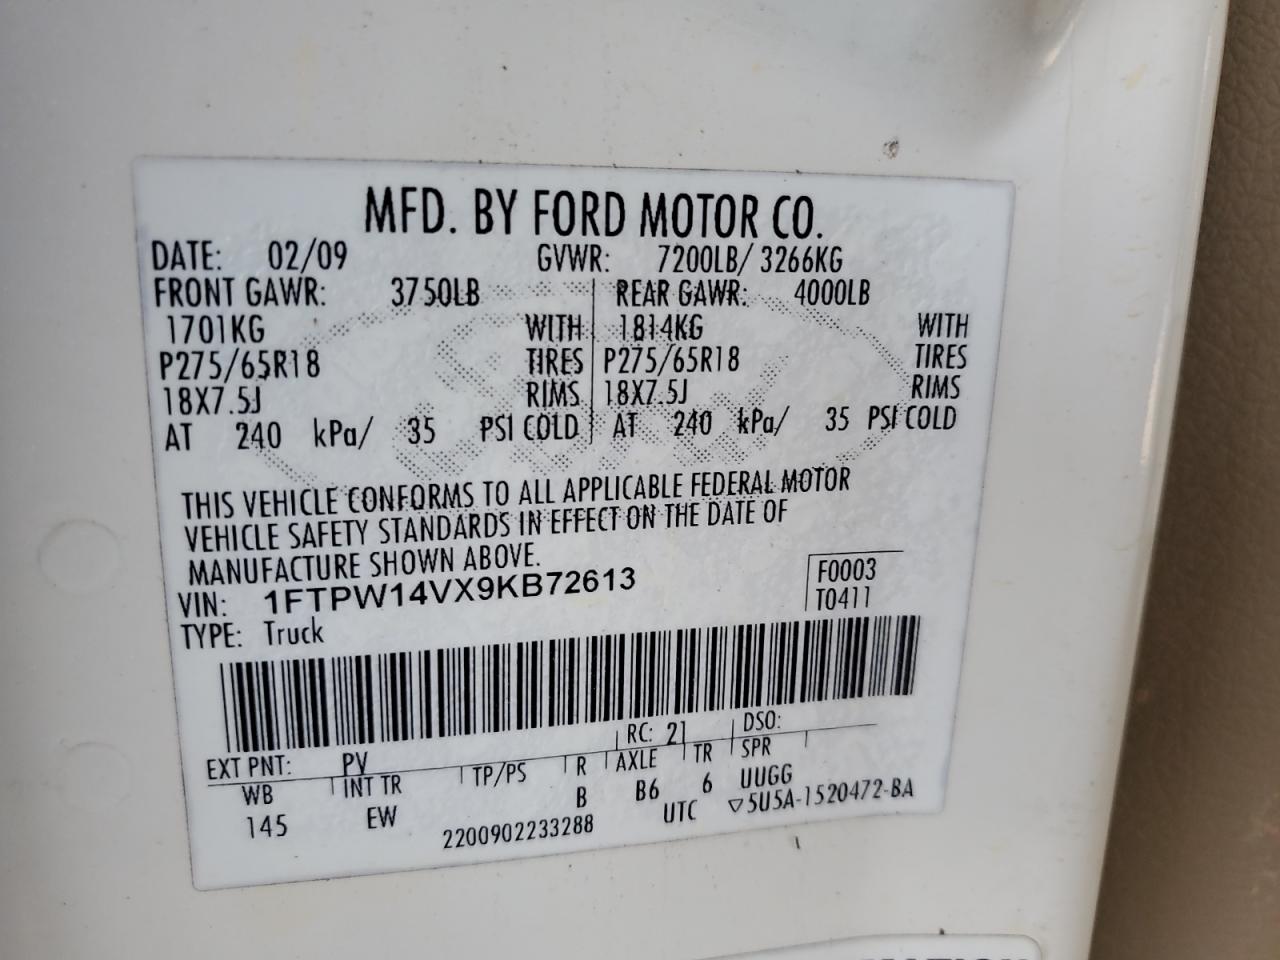 MFD. BY FORD MOTOR CO.
DATE: 02/09 GVWR: 7200LB/ 3266KG
FRONT GAWR: 3750LB REAR GAWR: 4000LB
1701KG WITH 1814KG WITH
P275/65R18 TIRES P275/65R18 TIRES
18X7.5J RIMS 18X7.5J RIMS
AT 240 kPa/ 35 PSI COLD AT 240 kPa/ 35 PSI COLD
THIS VEHICLE CONFORMS TO ALL APPLICABLE FEDERAL MOTOR
VEHICLE SAFETY STANDARDS IN EFFECT ON THE DATE OF
MANUFACTURE SHOWN ABOVE.
VIN: 1FTPW14VX9KB72613
F0003
TYPE: Truck T0411
EXT PNT: PV RC: 21 DSO:
WB INT TR TP/PS R AXLE TR SPR
145 EW B B6 6 UUGG
2200902233288 UTC ▽5U5A-1520472-BA